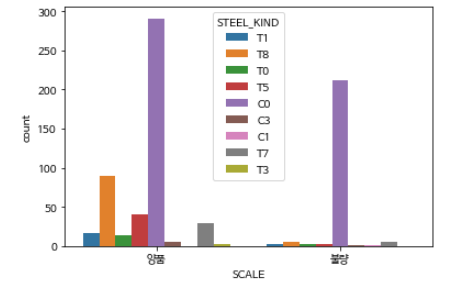 STEEL_KIND
T1
T8
T0
T5
C0
C3
C1
T7
T3
300
250
200
150
100
50
0
count
양품
불량
SCALE